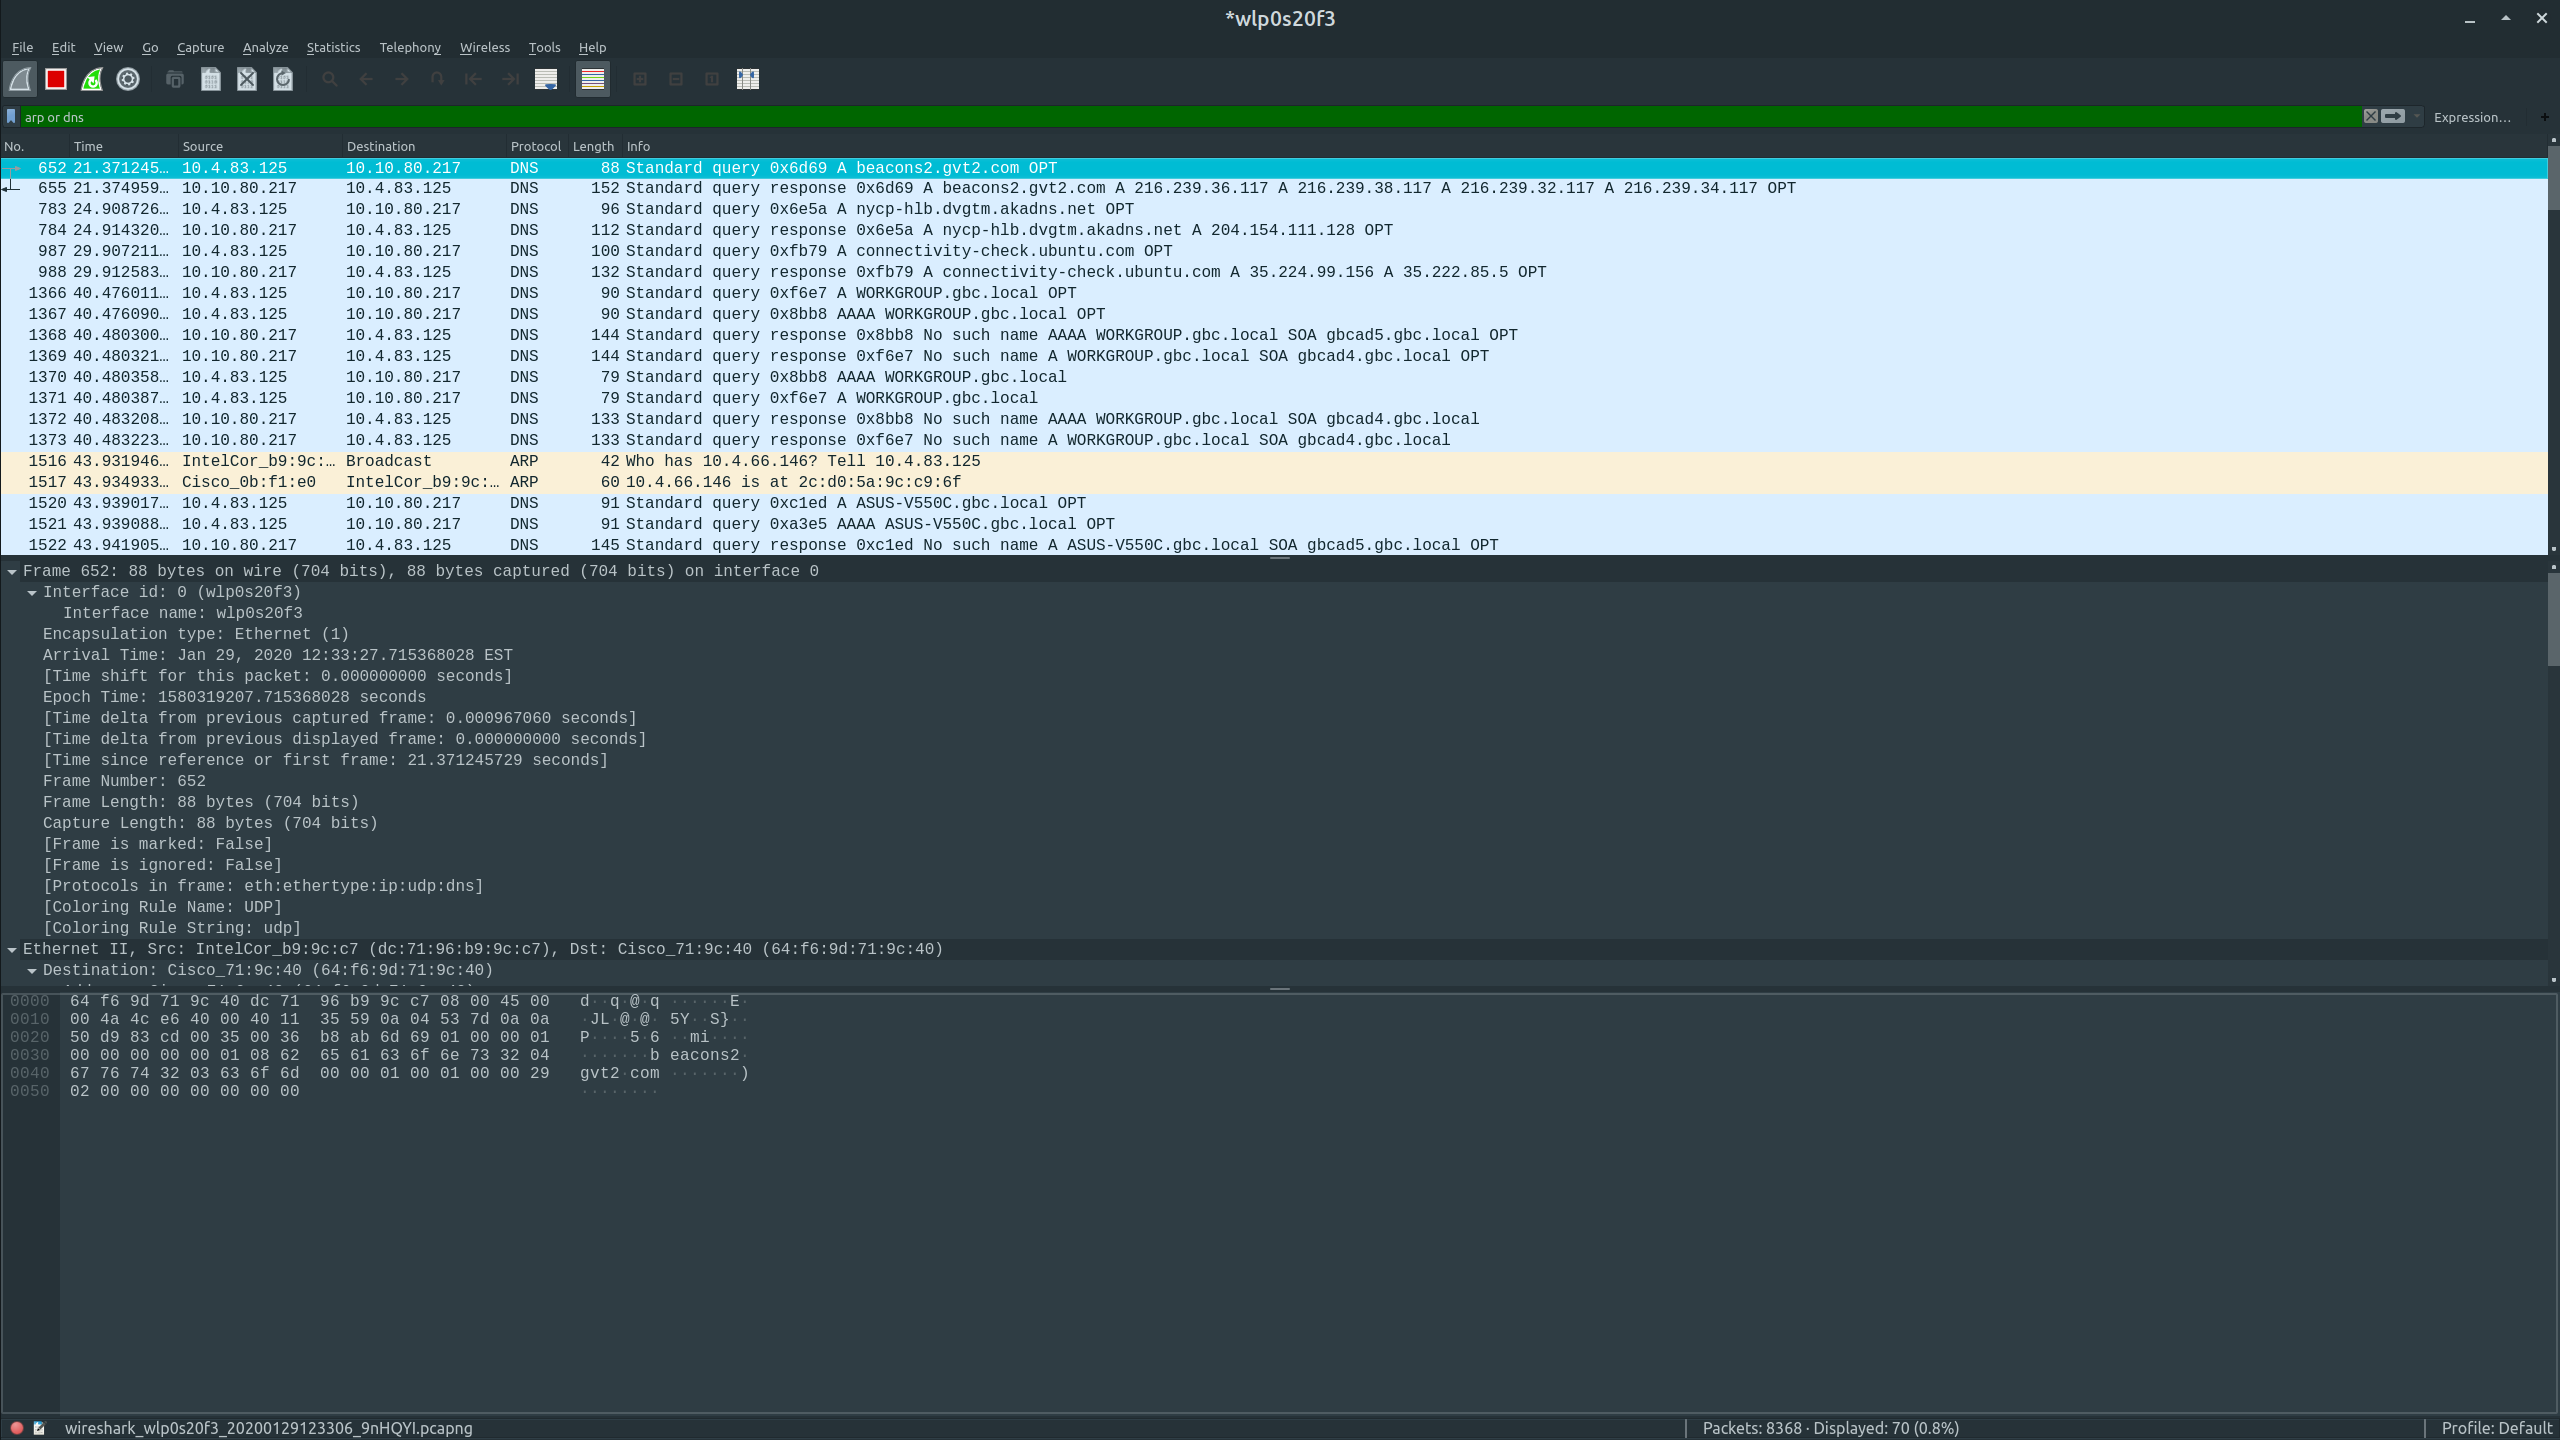 *wlp0s20f3
File Edit View Go Capture Analyze Statistics Telephony Wireless Tools Help
arp or dns Expression… +
No. Time Source Destination Protocol Length Info
652 21.371245… 10.4.83.125 10.10.80.217 DNS 88 Standard query 0x6d69 A beacons2.gvt2.com OPT
655 21.374959… 10.10.80.217 10.4.83.125 DNS 152 Standard query response 0x6d69 A beacons2.gvt2.com A 216.239.36.117 A 216.239.38.117 A 216.239.32.117 A 216.239.34.117 OPT
783 24.908726… 10.4.83.125 10.10.80.217 DNS 96 Standard query 0x6e5a A nycp-hlb.dvgtm.akadns.net OPT
784 24.914320… 10.10.80.217 10.4.83.125 DNS 112 Standard query response 0x6e5a A nycp-hlb.dvgtm.akadns.net A 204.154.111.128 OPT
987 29.907211… 10.4.83.125 10.10.80.217 DNS 100 Standard query 0xfb79 A connectivity-check.ubuntu.com OPT
988 29.912583… 10.10.80.217 10.4.83.125 DNS 132 Standard query response 0xfb79 A connectivity-check.ubuntu.com A 35.224.99.156 A 35.222.85.5 OPT
1366 40.476011… 10.4.83.125 10.10.80.217 DNS 90 Standard query 0xf6e7 A WORKGROUP.gbc.local OPT
1367 40.476090… 10.4.83.125 10.10.80.217 DNS 90 Standard query 0x8bb8 AAAA WORKGROUP.gbc.local OPT
1368 40.480300… 10.10.80.217 10.4.83.125 DNS 144 Standard query response 0x8bb8 No such name AAAA WORKGROUP.gbc.local SOA gbcad5.gbc.local OPT
1369 40.480321… 10.10.80.217 10.4.83.125 DNS 144 Standard query response 0xf6e7 No such name A WORKGROUP.gbc.local SOA gbcad4.gbc.local OPT
1370 40.480358… 10.4.83.125 10.10.80.217 DNS 79 Standard query 0x8bb8 AAAA WORKGROUP.gbc.local
1371 40.480387… 10.4.83.125 10.10.80.217 DNS 79 Standard query 0xf6e7 A WORKGROUP.gbc.local
1372 40.483208… 10.10.80.217 10.4.83.125 DNS 133 Standard query response 0x8bb8 No such name AAAA WORKGROUP.gbc.local SOA gbcad4.gbc.local
1373 40.483223… 10.10.80.217 10.4.83.125 DNS 133 Standard query response 0xf6e7 No such name A WORKGROUP.gbc.local SOA gbcad4.gbc.local
1516 43.931946… IntelCor_b9:9c:… Broadcast ARP 42 Who has 10.4.66.146? Tell 10.4.83.125
1517 43.934933… Cisco_0b:f1:e0 IntelCor_b9:9c:… ARP 60 10.4.66.146 is at 2c:d0:5a:9c:c9:6f
1520 43.939017… 10.4.83.125 10.10.80.217 DNS 91 Standard query 0xc1ed A ASUS-V550C.gbc.local OPT
1521 43.939088… 10.4.83.125 10.10.80.217 DNS 91 Standard query 0xa3e5 AAAA ASUS-V550C.gbc.local OPT
1522 43.941905… 10.10.80.217 10.4.83.125 DNS 145 Standard query response 0xc1ed No such name A ASUS-V550C.gbc.local SOA gbcad5.gbc.local OPT
Frame 652: 88 bytes on wire (704 bits), 88 bytes captured (704 bits) on interface 0
Interface id: 0 (wlp0s20f3)
Interface name: wlp0s20f3
Encapsulation type: Ethernet (1)
Arrival Time: Jan 29, 2020 12:33:27.715368028 EST
[Time shift for this packet: 0.000000000 seconds]
Epoch Time: 1580319207.715368028 seconds
[Time delta from previous captured frame: 0.000967060 seconds]
[Time delta from previous displayed frame: 0.000000000 seconds]
[Time since reference or first frame: 21.371245729 seconds]
Frame Number: 652
Frame Length: 88 bytes (704 bits)
Capture Length: 88 bytes (704 bits)
[Frame is marked: False]
[Frame is ignored: False]
[Protocols in frame: eth:ethertype:ip:udp:dns]
[Coloring Rule Name: UDP]
[Coloring Rule String: udp]
Ethernet II, Src: IntelCor_b9:9c:c7 (dc:71:96:b9:9c:c7), Dst: Cisco_71:9c:40 (64:f6:9d:71:9c:40)
Destination: Cisco_71:9c:40 (64:f6:9d:71:9c:40)
0000 64 f6 9d 71 9c 40 dc 71 96 b9 9c c7 08 00 45 00 d··q·@·q ······E·
0010 00 4a 4c e6 40 00 40 11 35 59 0a 04 53 7d 0a 0a ·JL·@·@· 5Y··S}··
0020 50 d9 83 cd 00 35 00 36 b8 ab 6d 69 01 00 00 01 P····5·6 ··mi····
0030 00 00 00 00 00 01 08 62 65 61 63 6f 6e 73 32 04 ·······b eacons2·
0040 67 76 74 32 03 63 6f 6d 00 00 01 00 01 00 00 29 gvt2·com ·······)
0050 02 00 00 00 00 00 00 00 ········
wireshark_wlp0s20f3_20200129123306_9nHQYI.pcapng Packets: 8368 · Displayed: 70 (0.8%) Profile: Default